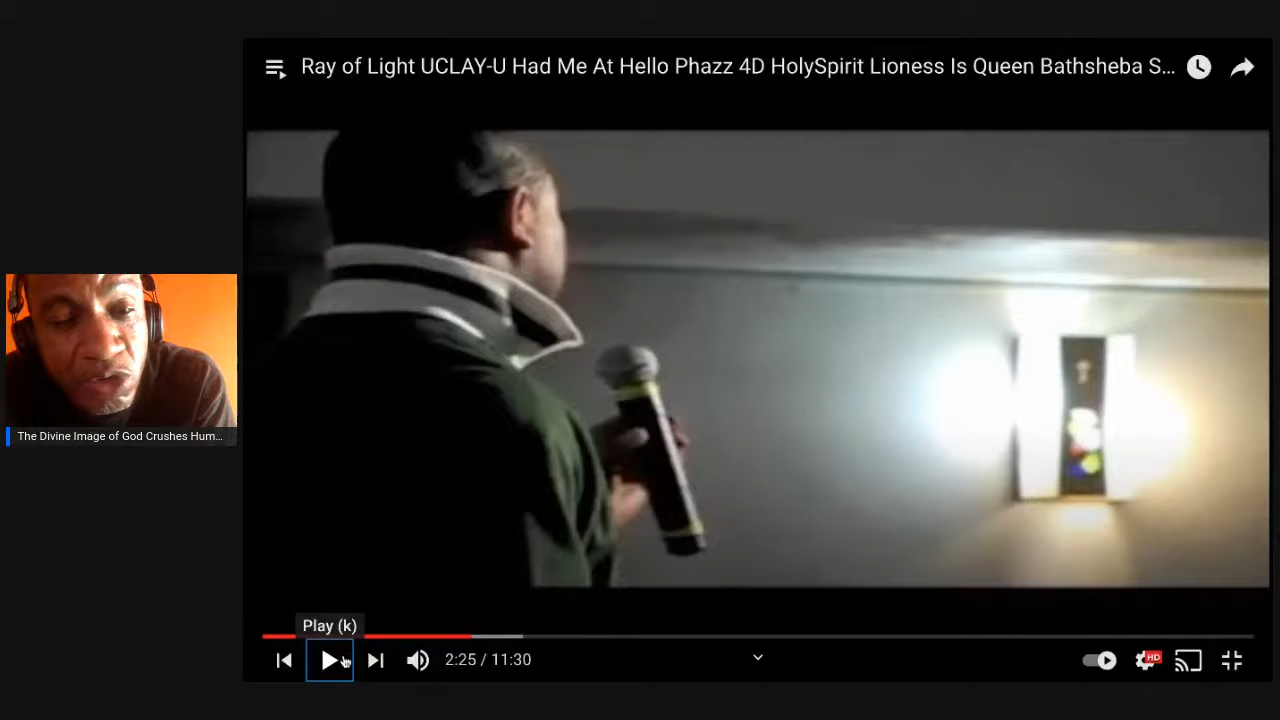 Ray of Light UCLAY-U Had Me At Hello Phazz 4D HolySpirit Lioness Is Queen Bathsheba S...
The Divine Image of God Crushes Hum...
Play (k)
2:25 / 11:30
HD